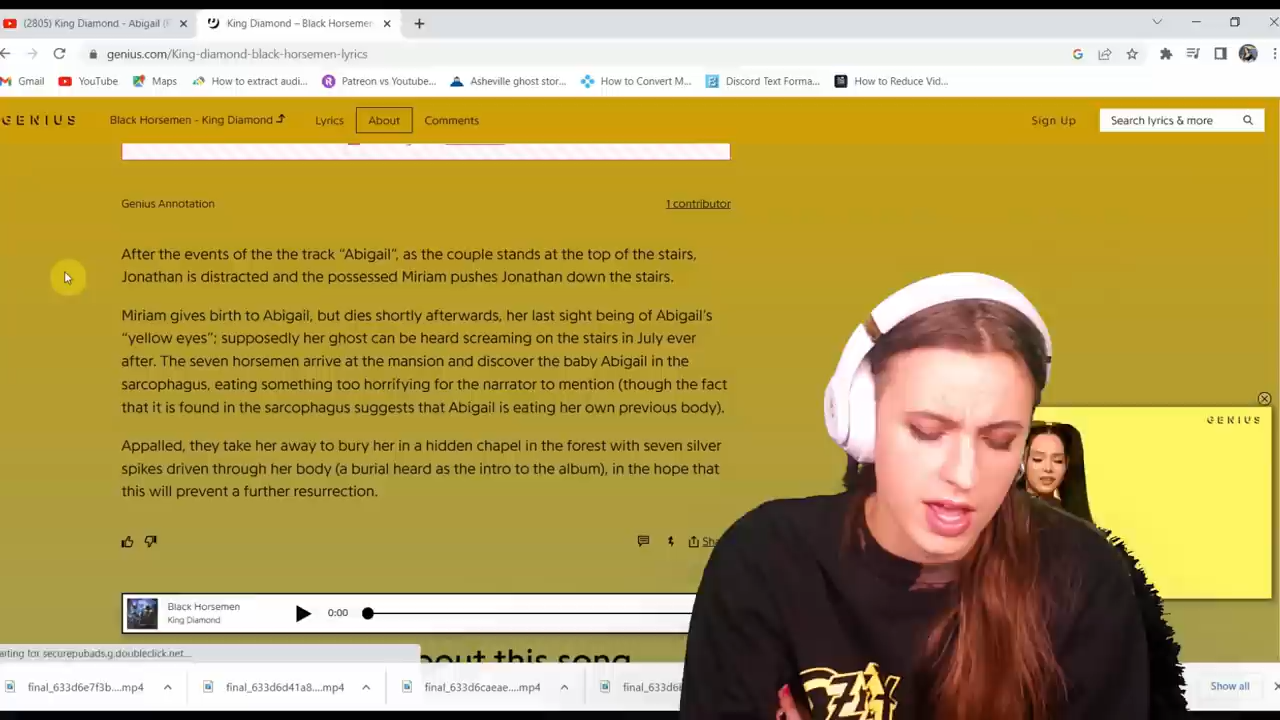 (2805) King Diamond - Abigail (
King Diamond – Black Horsemen
genius.com/King-diamond-black-horsemen-lyrics
Gmail
YouTube
Maps
How to extract audi...
Patreon vs Youtube...
Asheville ghost stor...
How to Convert M...
Discord Text Forma...
How to Reduce Vid...
GENIUS
Black Horsemen - King Diamond
Lyrics
About
Comments
Sign Up
Search lyrics & more
Genius Annotation
1 contributor
After the events of the the track “Abigail”, as the couple stands at the top of the stairs,
Jonathan is distracted and the possessed Miriam pushes Jonathan down the stairs.
Miriam gives birth to Abigail, but dies shortly afterwards, her last sight being of Abigail’s
“yellow eyes”; supposedly her ghost can be heard screaming on the stairs in July ever
after. The seven horsemen arrive at the mansion and discover the baby Abigail in the
sarcophagus, eating something too horrifying for the narrator to mention (though the fact
that it is found in the sarcophagus suggests that Abigail is eating her own previous body).
GENIUS
Appalled, they take her away to bury her in a hidden chapel in the forest with seven silver
spikes driven through her body (a burial heard as the intro to the album), in the hope that
this will prevent a further resurrection.
Sha
Black Horsemen
King Diamond
0:00
aiting for securepubads.g.doubleclick.net...
bout this song
final_633d6e7f3b....mp4
final_633d6d41a8....mp4
final_633d6caeae....mp4
final_633d6
Show all